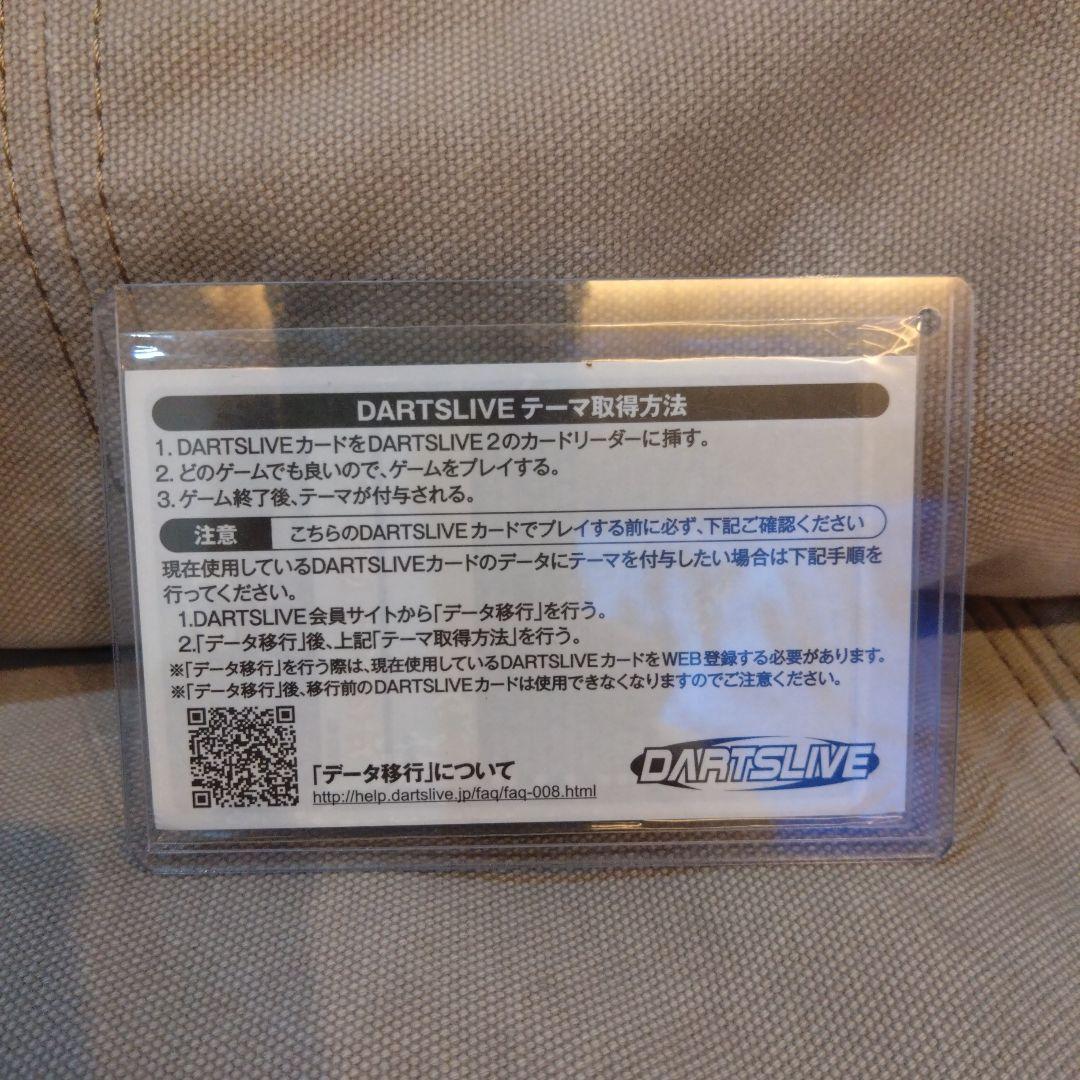 DARTSLIVE テーマ取得方法
1. DARTSLIVEカードをDARTSLIVE2のカードリーダーに挿す。
2. どのゲームでも良いので、ゲームをプレイする。
3. ゲーム終了後、テーマが付与される。
注意 こちらのDARTSLIVEカードでプレイする前に必ず、下記ご確認ください
現在使用しているDARTSLIVEカードのデータにテーマを付与したい場合は下記手順を
行ってください。
1.DARTSLIVE会員サイトから「データ移行」を行う。
2.「データ移行」後、上記「テーマ取得方法」を行う。
※「データ移行」を行う際は、現在使用しているDARTSLIVEカードをWEB登録する必要があります。
※「データ移行」後、移行前のDARTSLIVEカードは使用できなくなりますのでご注意ください。
「データ移行」について
http://help.dartslive.jp/faq/faq-008.html
DARTSLIVE